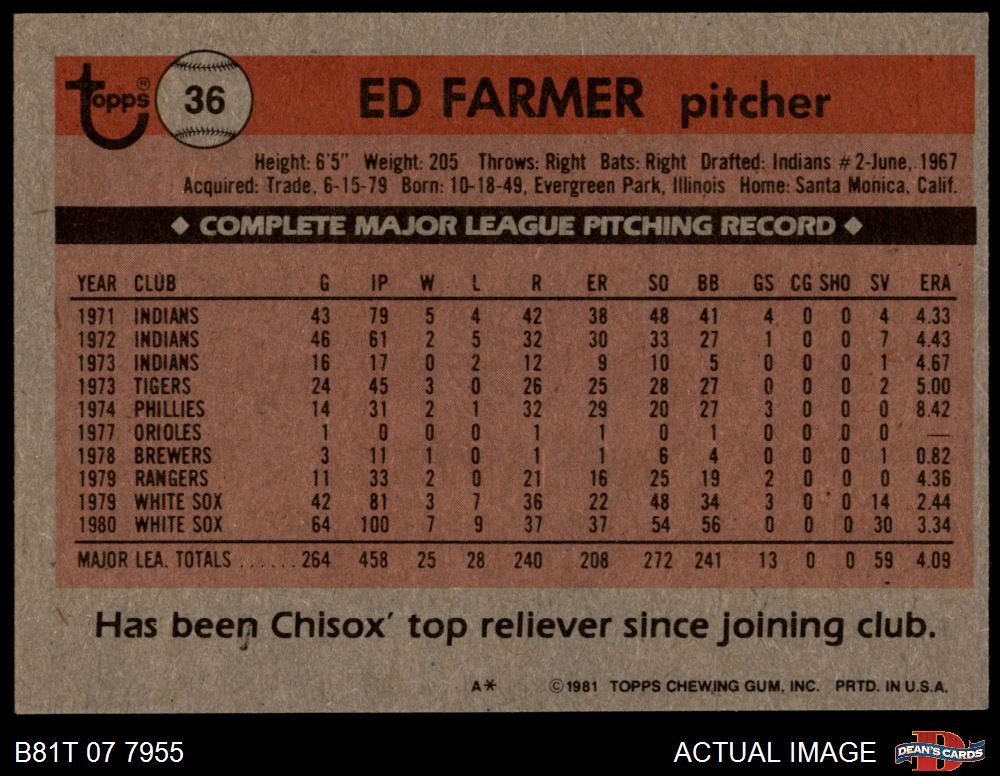 Topps® 36 ED FARMER pitcher
Height: 6'5" Weight: 205 Throws: Right Bats: Right Drafted: Indians #2-June, 1967
Acquired: Trade, 6-15-79 Born: 10-18-49, Evergreen Park, Illinois Home: Santa Monica, Calif.
◆ COMPLETE MAJOR LEAGUE PITCHING RECORD ◆
YEAR CLUB G IP W L R ER SO BB GS CG SHO SV ERA
1971 INDIANS 43 79 5 4 42 38 48 41 4 0 0 4 4.33
1972 INDIANS 46 61 2 5 32 30 33 27 1 0 0 7 4.43
1973 INDIANS 16 17 0 2 12 9 10 5 0 0 0 1 4.67
1973 TIGERS 24 45 3 0 26 25 28 27 0 0 0 2 5.00
1974 PHILLIES 14 31 2 1 32 29 20 27 3 0 0 0 8.42
1977 ORIOLES 1 0 0 0 1 1 0 1 0 0 0 0 —
1978 BREWERS 3 11 1 0 1 1 6 4 0 0 0 1 0.82
1979 RANGERS 11 33 2 0 21 16 25 19 2 0 0 0 4.36
1979 WHITE SOX 42 81 3 7 36 22 48 34 3 0 0 14 2.44
1980 WHITE SOX 64 100 7 9 37 37 54 56 0 0 0 30 3.34
MAJOR LEA. TOTALS ...... 264 458 25 28 240 208 272 241 13 0 0 59 4.09
Has been Chisox' top reliever since joining club.
A* ©1981 TOPPS CHEWING GUM, INC. PRTD. IN U.S.A.
B81T 07 7955 ACTUAL IMAGE D DEAN'S CARDS